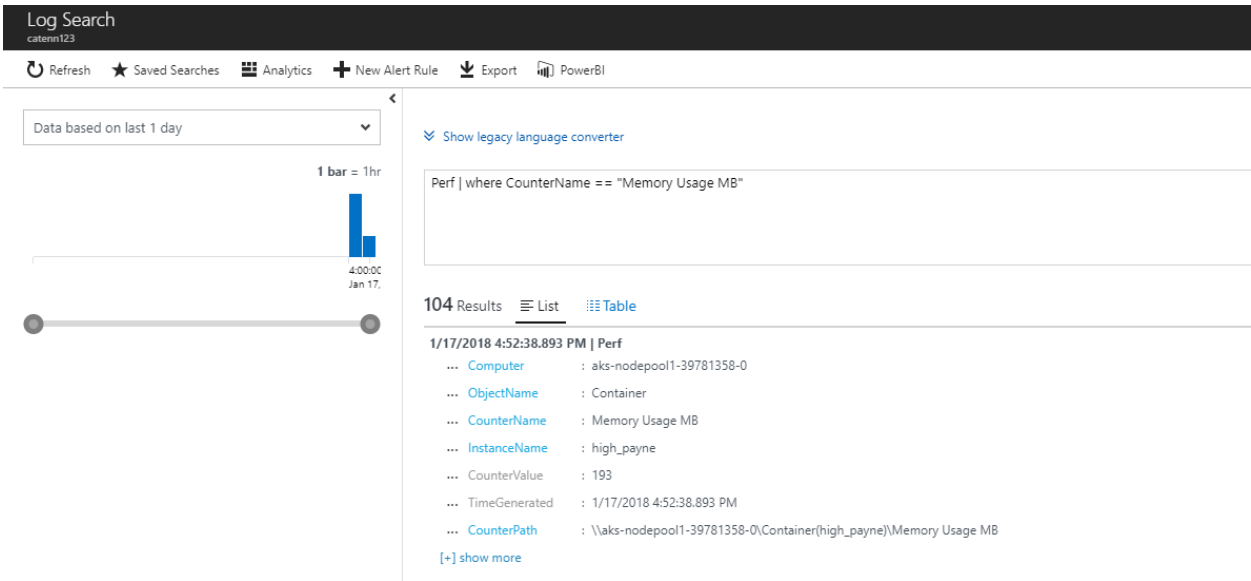 Log Search
catenn123
Refresh Saved Searches Analytics New Alert Rule Export PowerBI
Data based on last 1 day
1 bar = 1hr
4:00:00
Jan 17,
Show legacy language converter
Perf | where CounterName == "Memory Usage MB"
104 Results List Table
1/17/2018 4:52:38.893 PM | Perf
... Computer : aks-nodepool1-39781358-0
... ObjectName : Container
... CounterName : Memory Usage MB
... InstanceName : high_payne
... CounterValue : 193
... TimeGenerated : 1/17/2018 4:52:38.893 PM
... CounterPath : \\aks-nodepool1-39781358-0\Container(high_payne)\Memory Usage MB
[+] show more